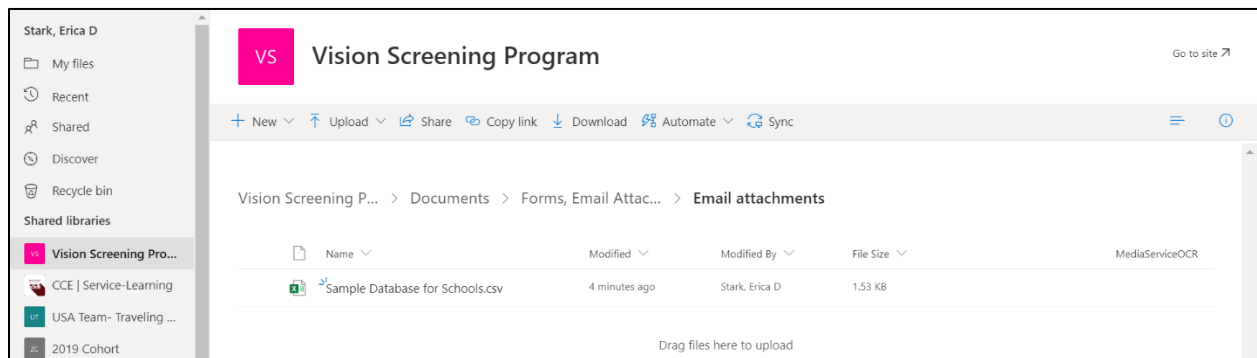 Stark, Erica D
My files
Recent
Shared
Discover
Recycle bin
Shared libraries
VS Vision Screening Pro...
CCE | Service-Learning
UT USA Team- Traveling ...
2C 2019 Cohort
VS Vision Screening Program
Go to site
New Upload Share Copy link Download Automate Sync
Vision Screening P... > Documents > Forms, Email Attac... > Email attachments
Name Modified Modified By File Size MediaServiceOCR
Sample Database for Schools.csv 4 minutes ago Stark, Erica D 1.53 KB
Drag files here to upload